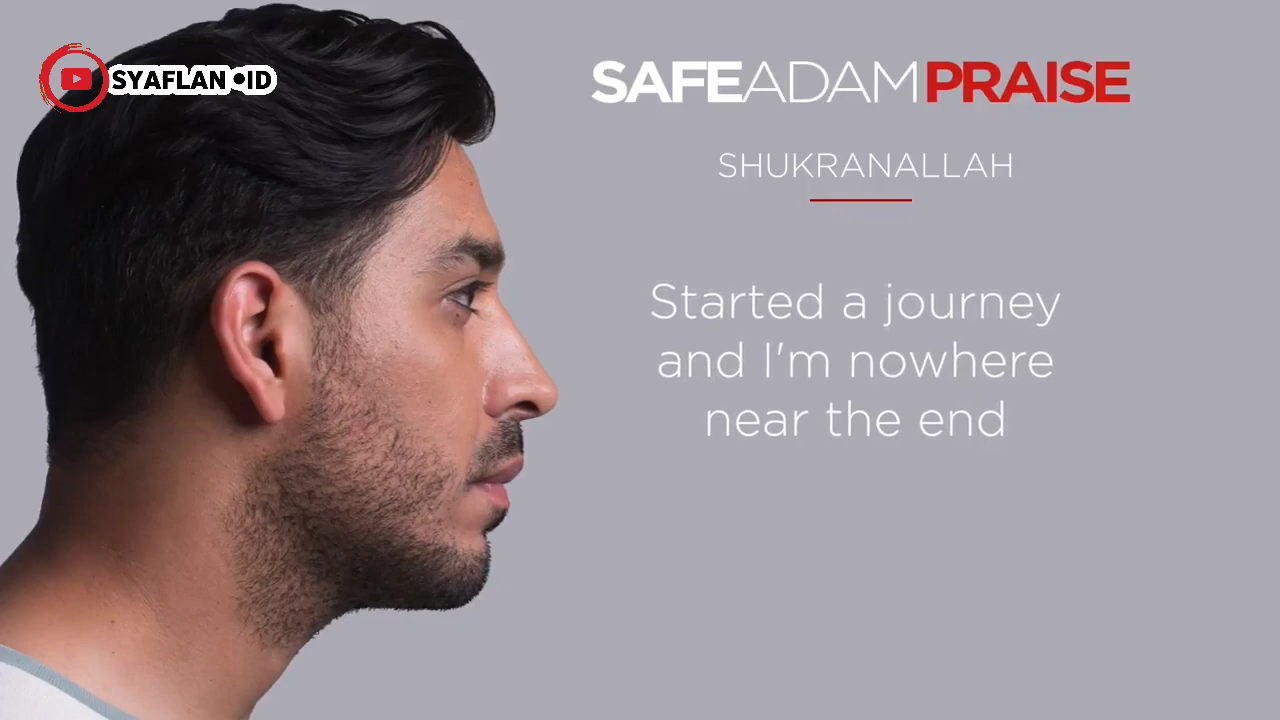 SYAFLAN ID
SAFEADAMPRAISE
SHUKRANALLAH
Started a journey
and I'm nowhere
near the end